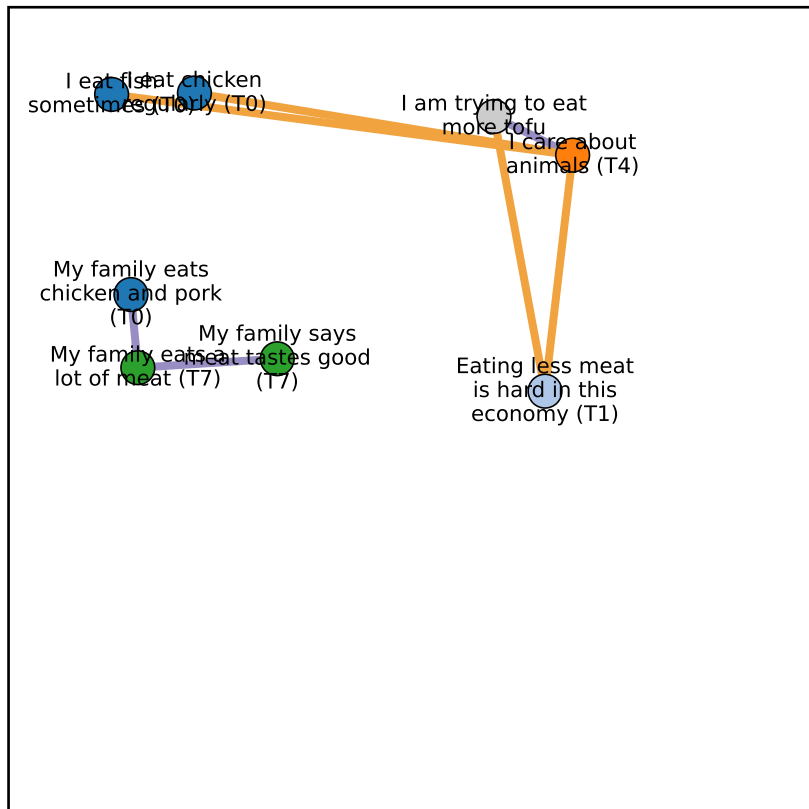 I eat fish
sometimes (T0)
I eat chicken
regularly (T0)
I am trying to eat
more tofu
I care about
animals (T4)
My family eats
chicken and pork
(T0)
My family says
meat tastes good
(T7)
My family eats a
lot of meat (T7)
Eating less meat
is hard in this
economy (T1)